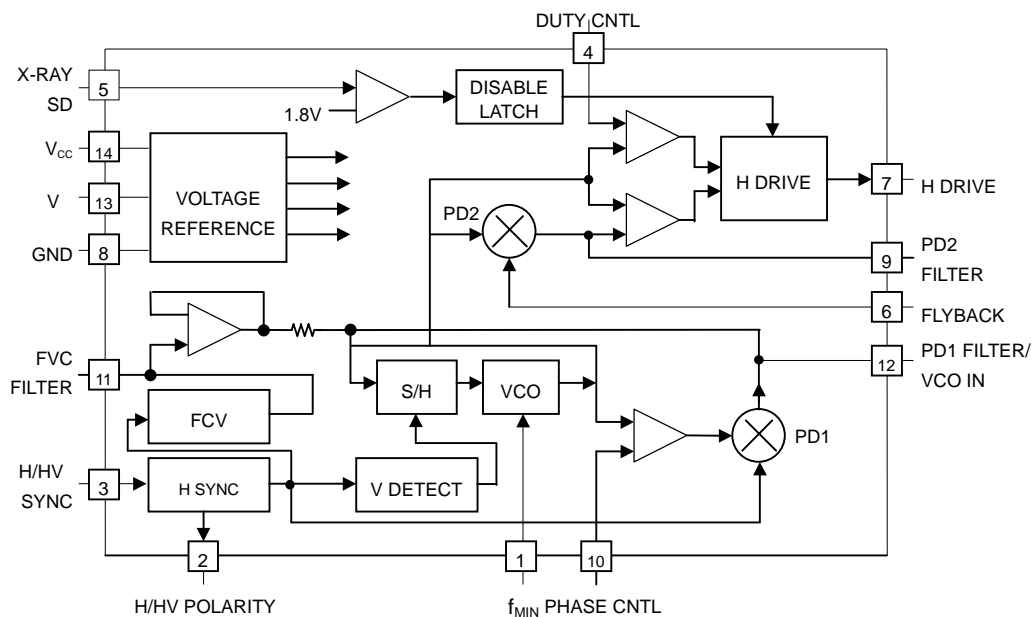 DUTY CNTL
4
X-RAY
SD
5
1.8V
DISABLE
LATCH
V_CC
14
V
13
GND
8
VOLTAGE
REFERENCE
H DRIVE
7
H DRIVE
PD2
9
PD2
FILTER
6
FLYBACK
FVC
FILTER
11
12
PD1 FILTER/
VCO IN
S/H
VCO
FCV
PD1
H/HV
SYNC
3
H SYNC
V DETECT
2
1
10
H/HV POLARITY
f_MIN PHASE CNTL